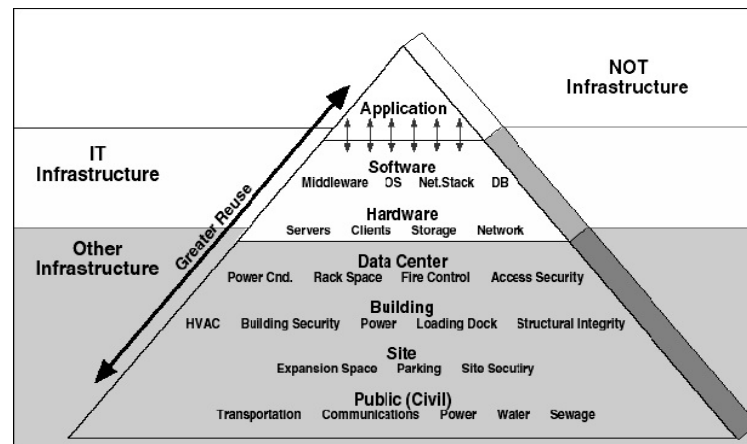 NOT
Infrastructure
Application
IT
Infrastructure
Software
Middleware OS Net.Stack DB
Hardware
Servers Clients Storage Network
Greater Reuse
Other
Infrastructure
Data Center
Power Cnd. Rack Space Fire Control Access Security
Building
HVAC Building Security Power Loading Dock Structural Integrity
Site
Expansion Space Parking Site Secutiry
Public (Civil)
Transportation Communications Power Water Sewage